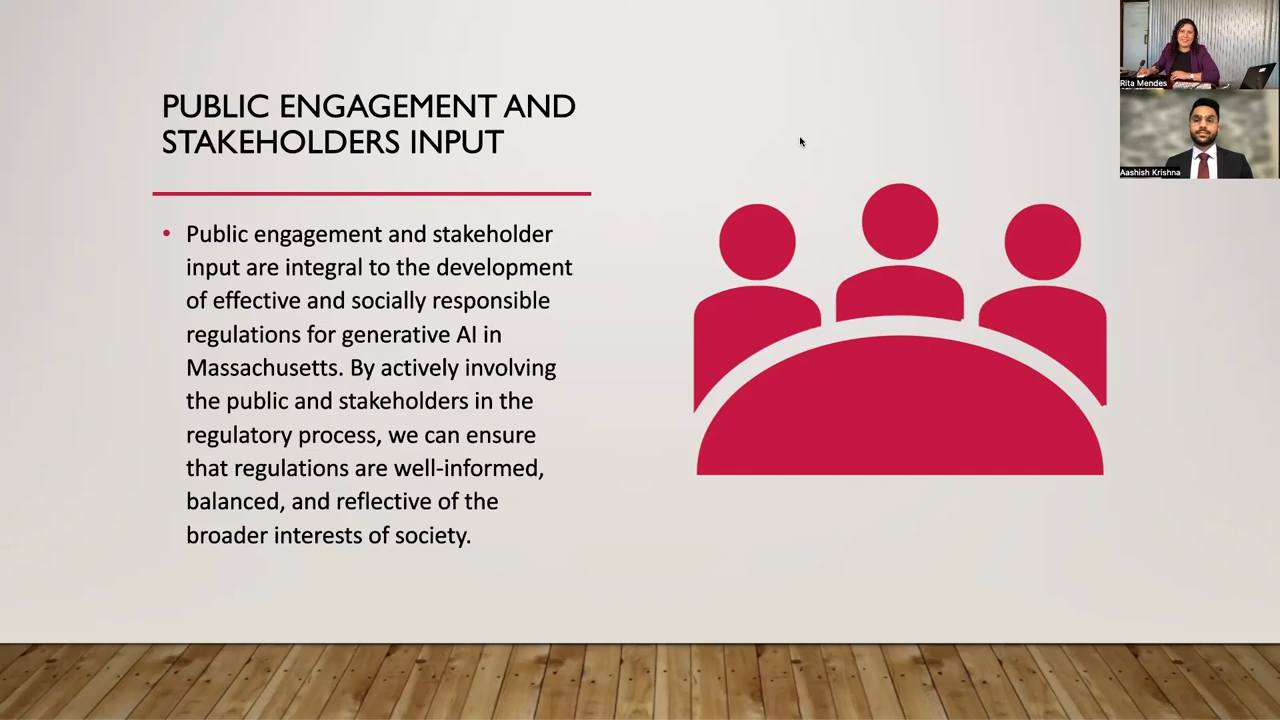 PUBLIC ENGAGEMENT AND
STAKEHOLDERS INPUT
• Public engagement and stakeholder
input are integral to the development
of effective and socially responsible
regulations for generative AI in
Massachusetts. By actively involving
the public and stakeholders in the
regulatory process, we can ensure
that regulations are well-informed,
balanced, and reflective of the
broader interests of society.
Rita Mendes
Aashish Krishna